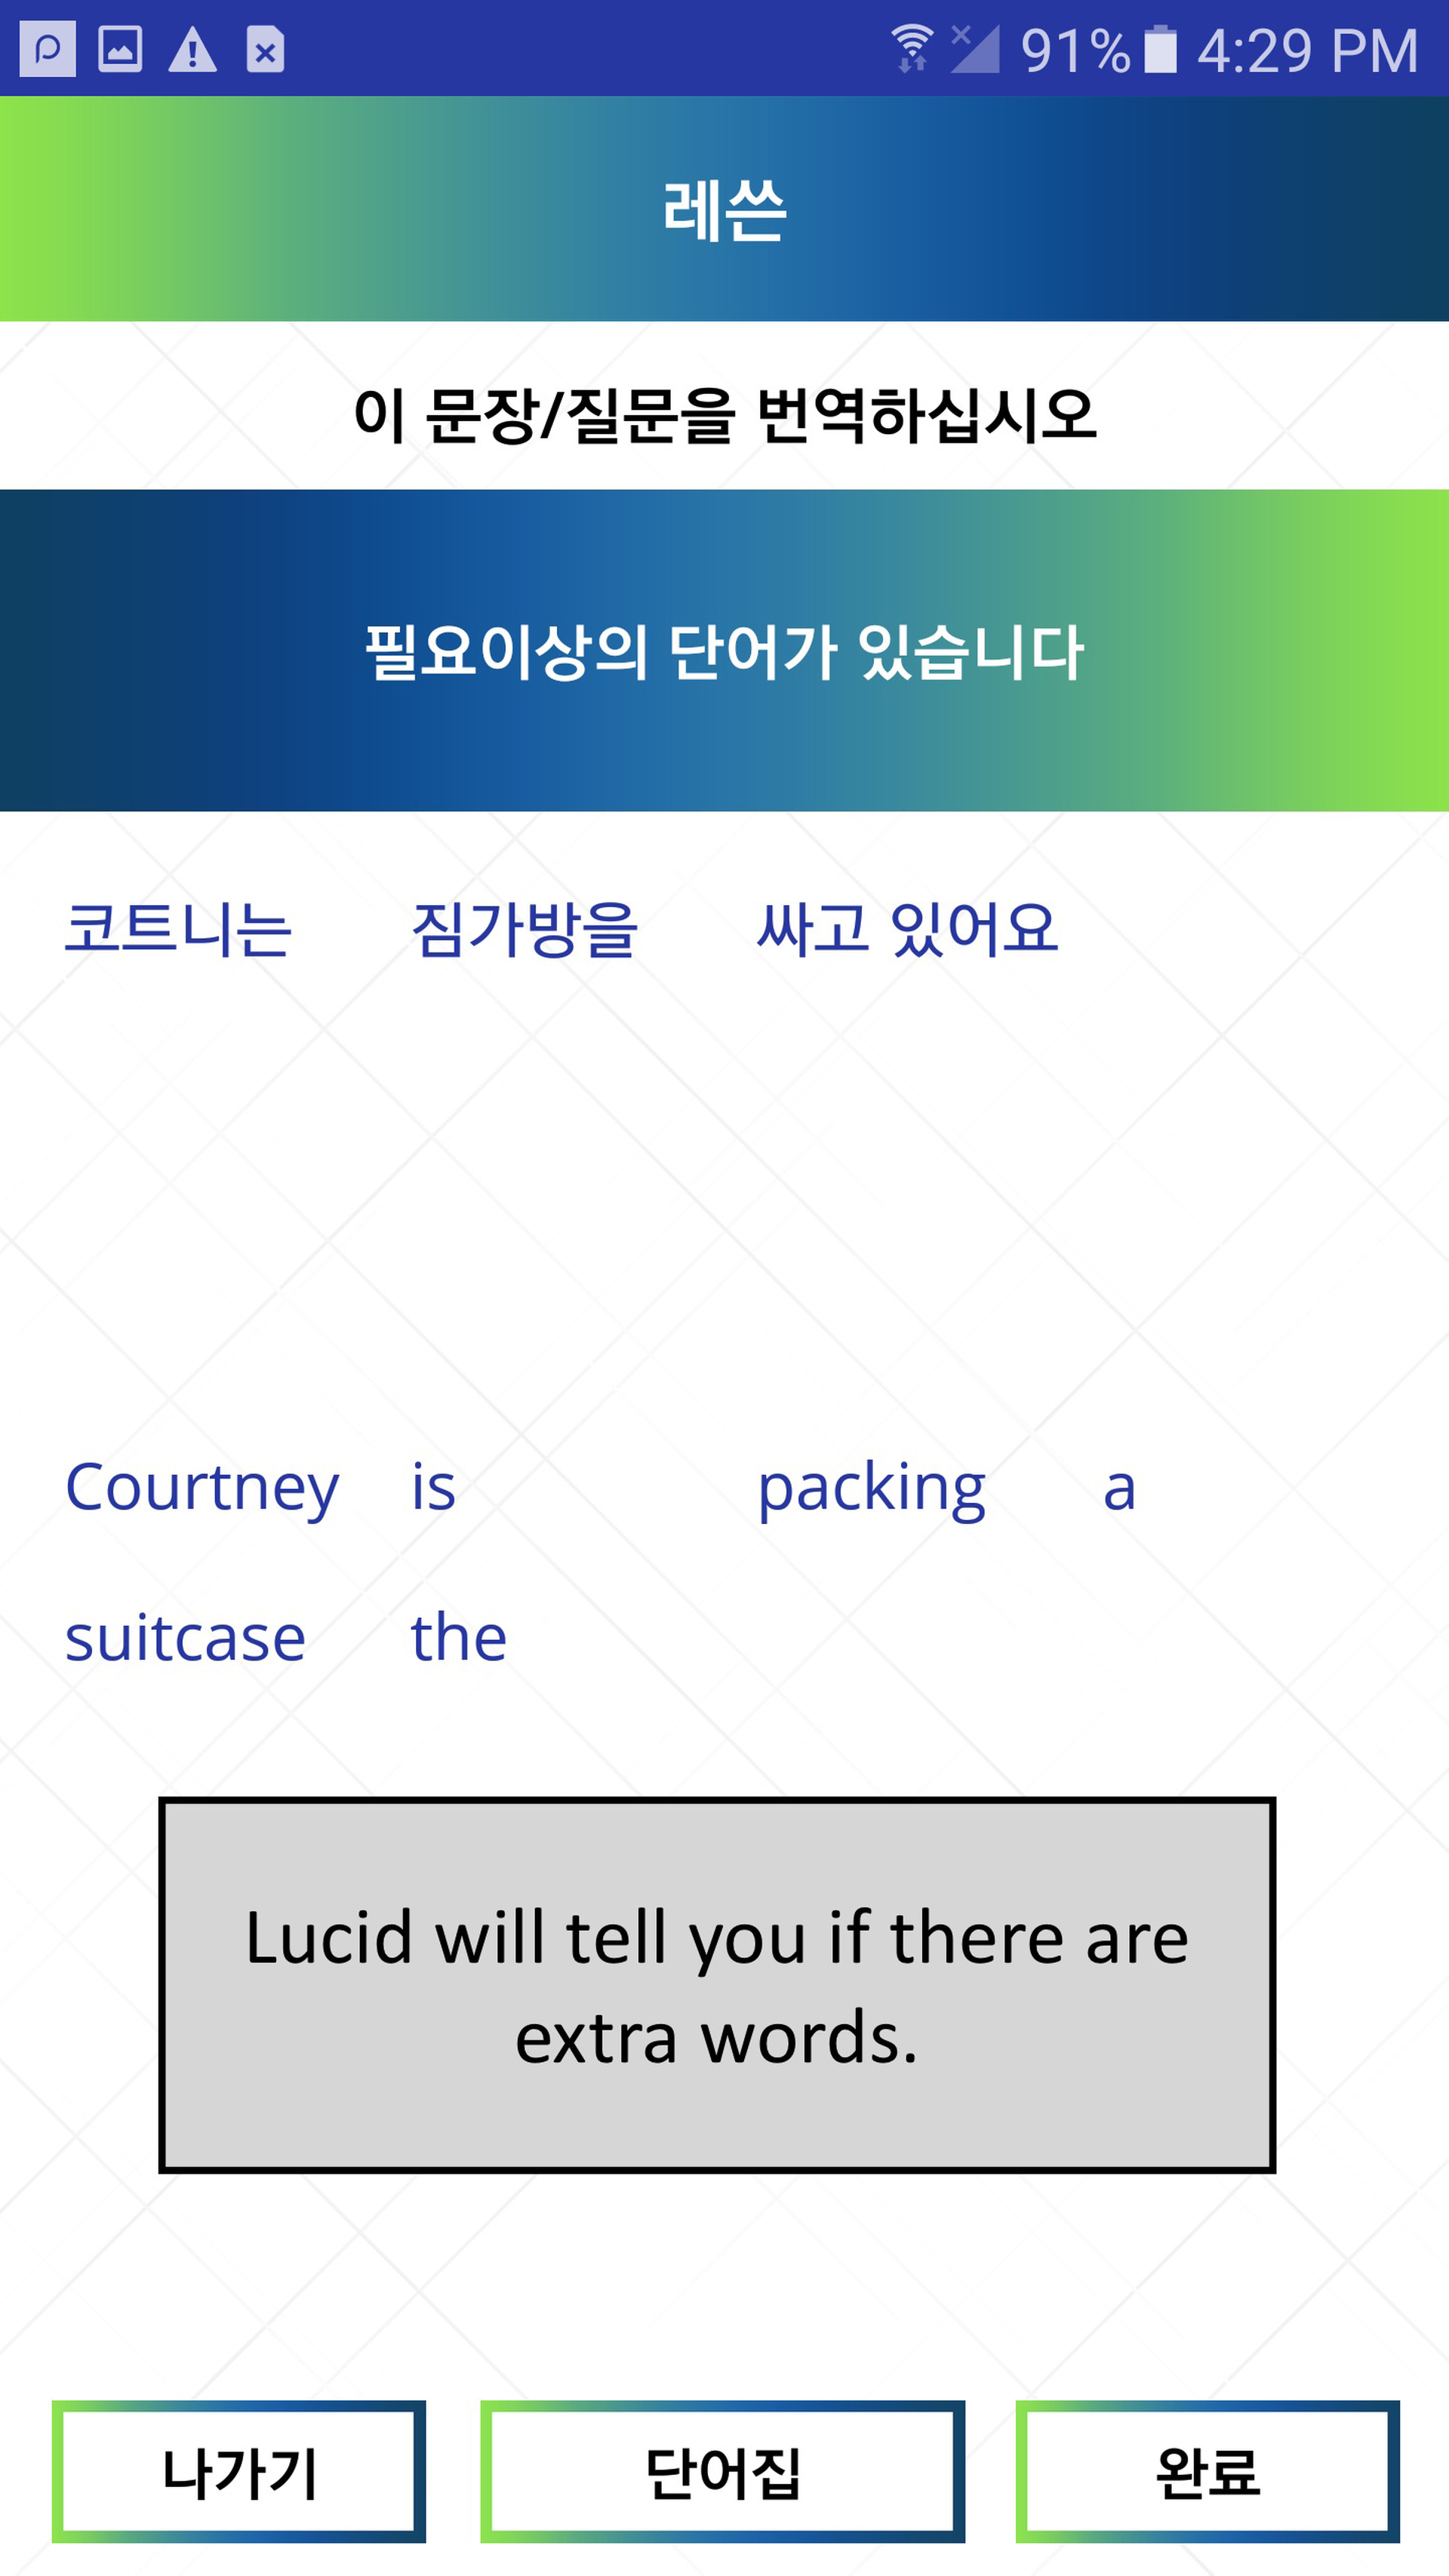 91% 4:29 PM
레쓴
이 문장/질문을 번역하십시오
필요이상의 단어가 있습니다
코트니는 짐가방을 싸고 있어요
Courtney is packing a
suitcase the
Lucid will tell you if there are
extra words.
나가기 단어집 완료